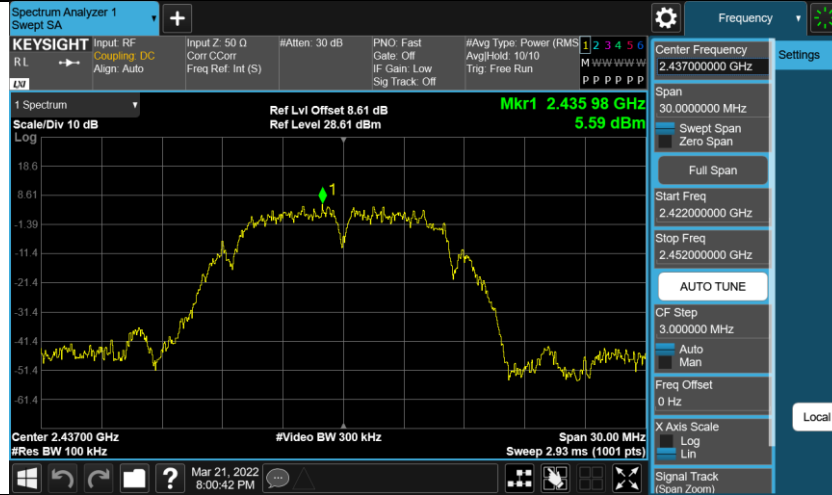 Spectrum Analyzer 1
Swept SA
+
Frequency
KEYSIGHT
RL
LXI
Input: RF
Coupling: DC
Align: Auto
Input Z: 50 Ω
Corr CCorr
Freq Ref: Int (S)
#Atten: 30 dB
PNO: Fast
Gate: Off
IF Gain: Low
Sig Track: Off
#Avg Type: Power (RMS
Avg|Hold: 10/10
Trig: Free Run
1 2 3 4 5 6
M W W W W W
P P P P P P
1 Spectrum
Scale/Div 10 dB
Log
Ref Lvl Offset 8.61 dB
Ref Level 28.61 dBm
Mkr1 2.435 98 GHz
5.59 dBm
1
18.6
8.61
-1.39
-11.4
-21.4
-31.4
-41.4
-51.4
-61.4
Center 2.43700 GHz
#Res BW 100 kHz
#Video BW 300 kHz
Span 30.00 MHz
Sweep 2.93 ms (1001 pts)
Center Frequency
2.437000000 GHz
Settings
Span
30.0000000 MHz
Swept Span
Zero Span
Full Span
Start Freq
2.422000000 GHz
Stop Freq
2.452000000 GHz
AUTO TUNE
CF Step
3.000000 MHz
Auto
Man
Freq Offset
0 Hz
X Axis Scale
Log
Lin
Local
Signal Track
(Span Zoom)
?
Mar 21, 2022
8:00:42 PM